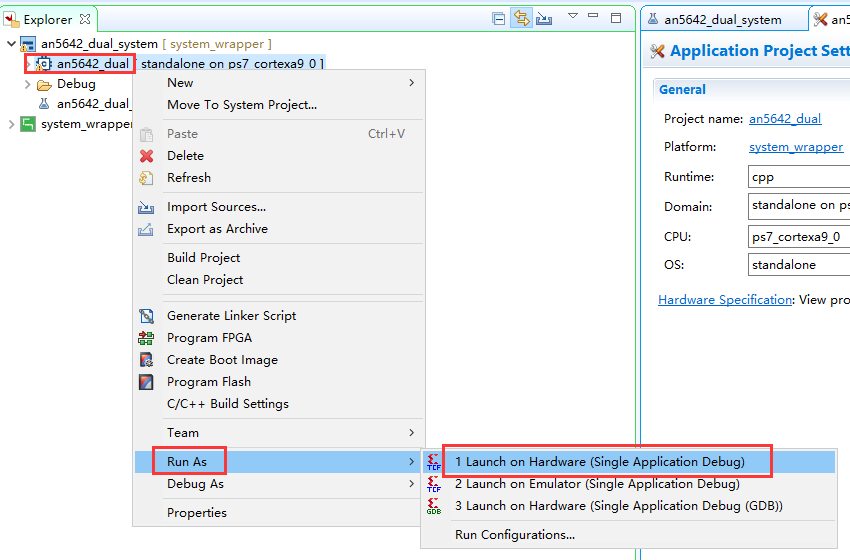 Explorer
an5642_dual_system [ system_wrapper ]
an5642_dual [ standalone on ps7_cortexa9_0 ]
Debug
an5642_dual_
system_wrapper
New
Move To System Project...
Paste Ctrl+V
Delete
Refresh
Import Sources...
Export as Archive
Build Project
Clean Project
Generate Linker Script
Program FPGA
Create Boot Image
Program Flash
C/C++ Build Settings
Team
Run As
Debug As
Properties
TCF
1 Launch on Hardware (Single Application Debug)
TCF
2 Launch on Emulator (Single Application Debug)
GDB
3 Launch on Hardware (Single Application Debug (GDB))
Run Configurations...
an5642_dual_system
an5
Application Project Sett
General
Project name: an5642_dual
Platform: system_wrapper
Runtime: cpp
Domain: standalone on ps
CPU: ps7_cortexa9_0
OS: standalone
Hardware Specification: View pro